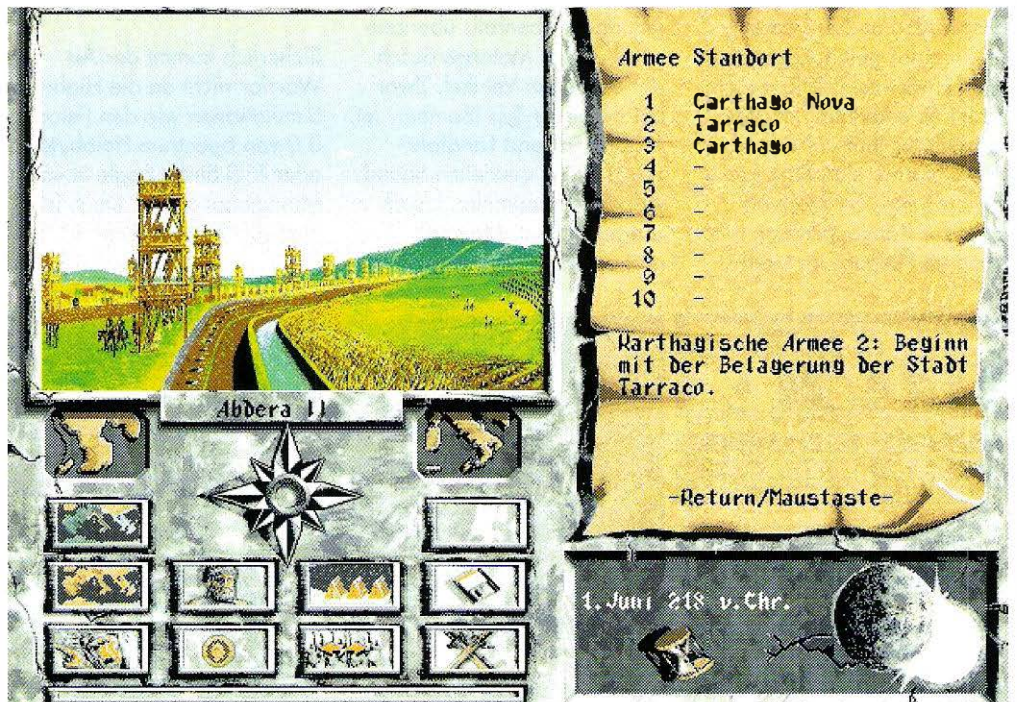 Armee Standort
1 Carthago Nova
2 Tarraco
3 Carthago
4 -
5 -
6 -
7 -
8 -
9 -
10 -
Karthagische Armee 2: Beginn
mit der Belagerung der Stadt
Tarraco.
-Return/Maustaste-
Abdera II
1.Juni 218 v.Chr.